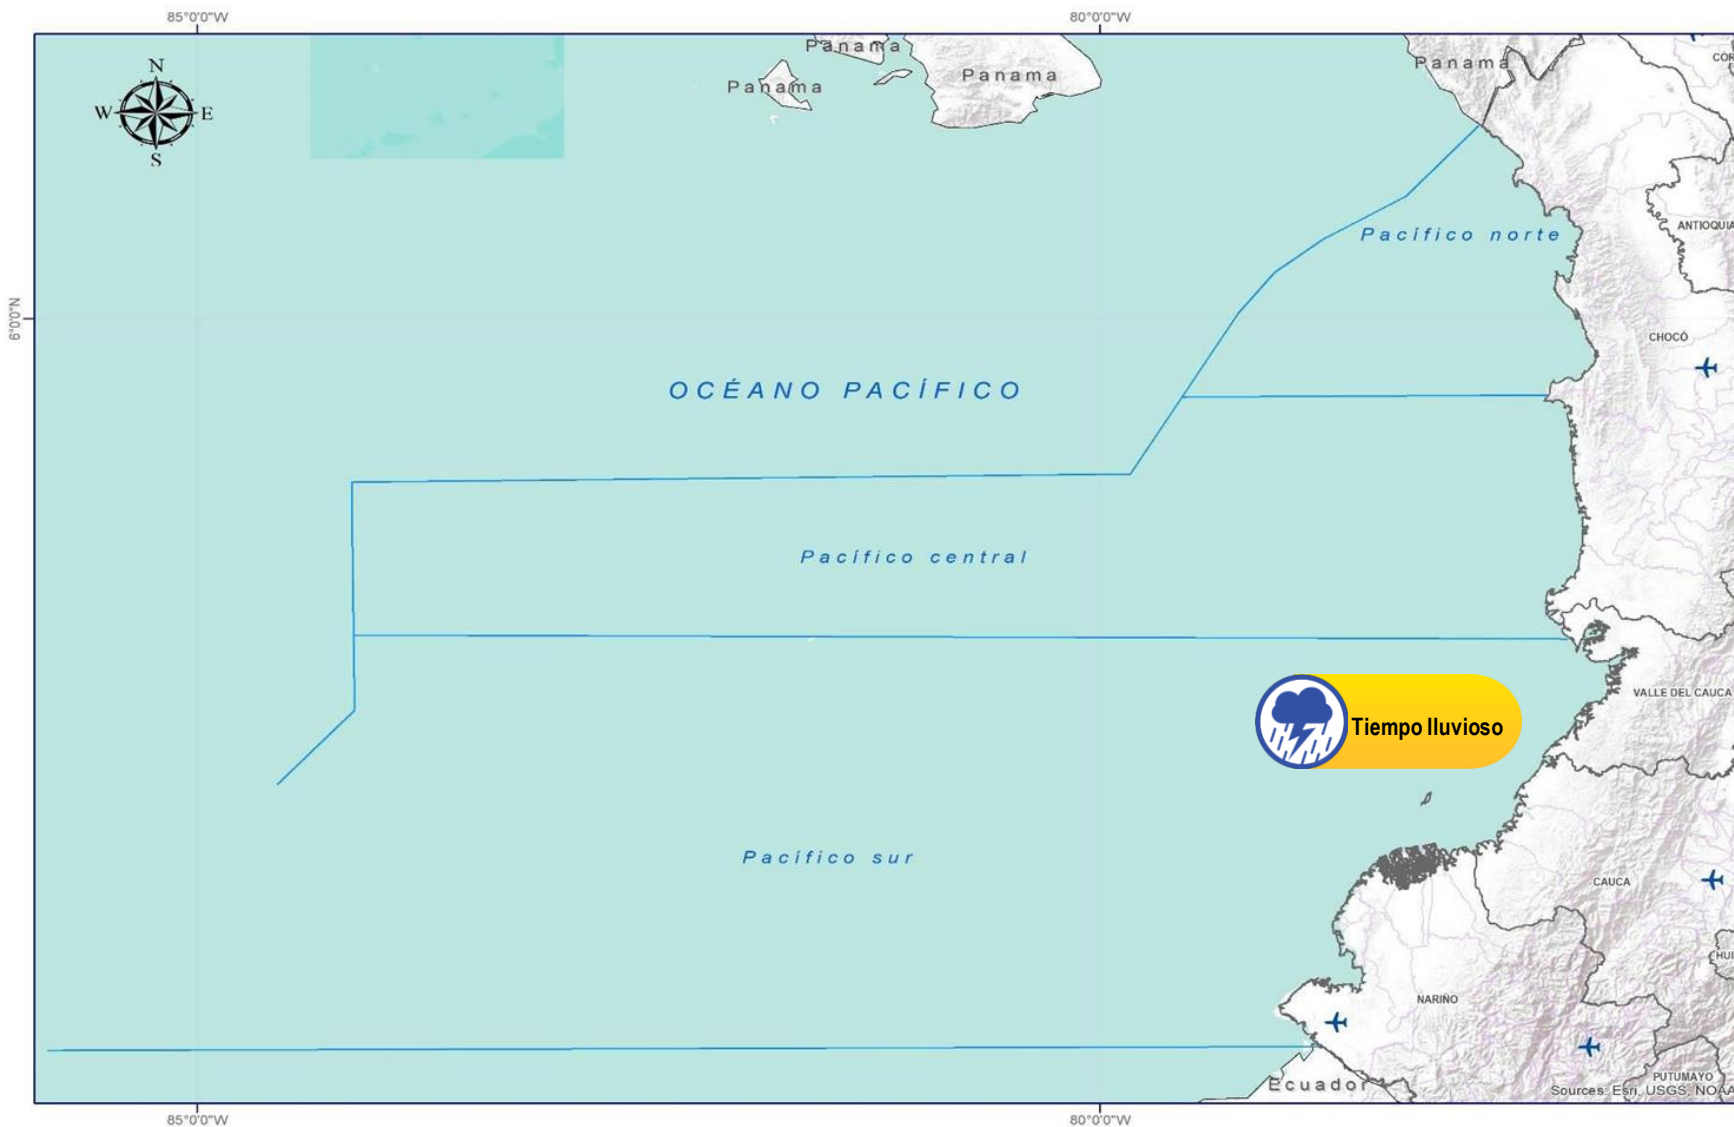 85°0'0"W
80°0'0"W
N
W
E
S
Panama
Panama
Panama
Panama
Pacífico norte
ANTIOQUIA
6°0'0"N
CHOCÓ
OCÉANO PACÍFICO
Pacífico central
VALLE DEL CAUCA
Tiempo lluvioso
Pacífico sur
CAUCA
NARIÑO
Ecuador
PUTUMAYO
Sources: Esri, USGS, NOAA
85°0'0"W
80°0'0"W